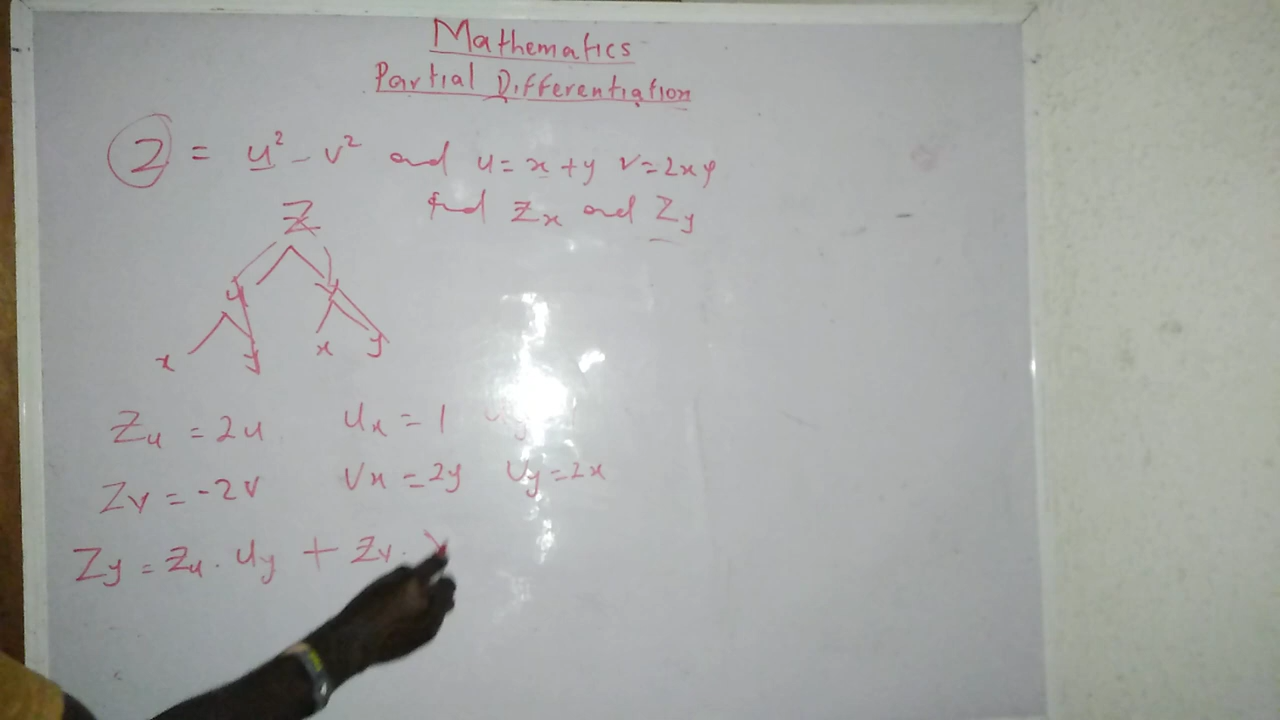 Mathematics
Partial Differentiation
Z = u² - v² and u = x + y v = 2xy
find Zx and Zy
Z
u v
x y x y
Zu = 2u Ux = 1 Uy
Zv = -2v Vx = 2y Vy = 2x
Zy = Zu. Uy + Zv.